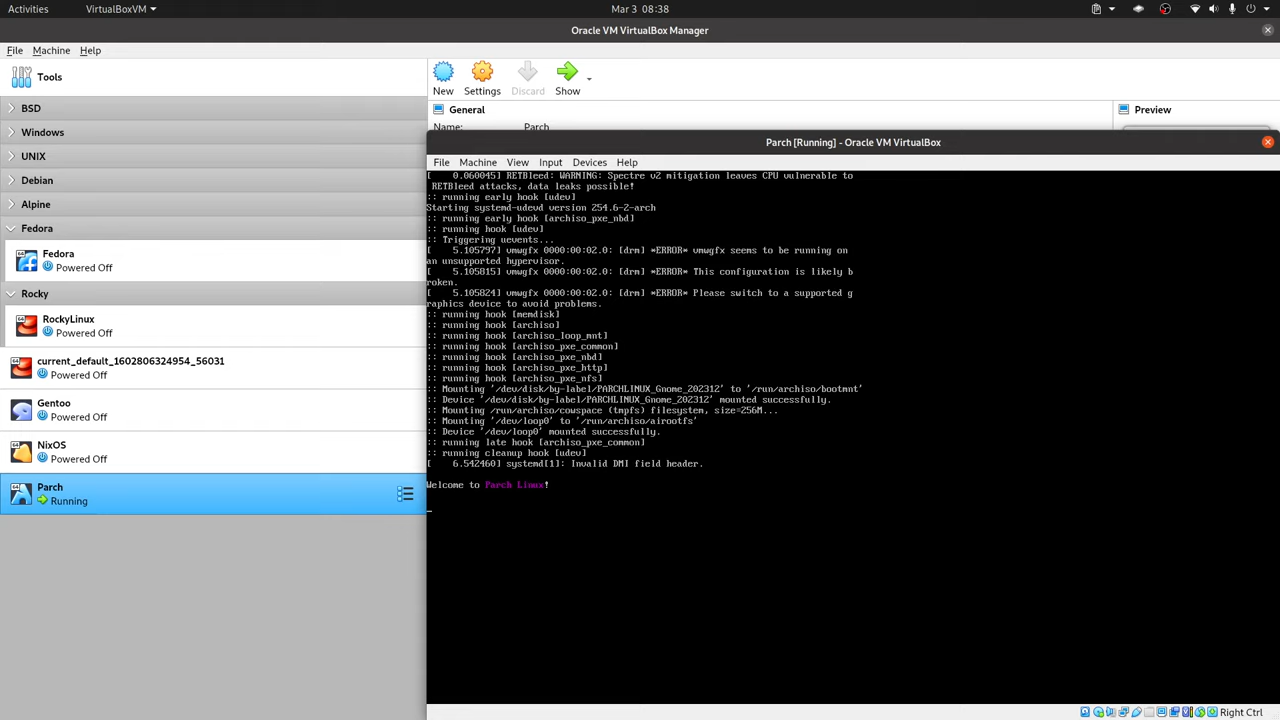 Activities VirtualBoxVM Mar 3 08:38
Oracle VM VirtualBox Manager
File Machine Help
Tools
New Settings Discard Show
BSD
Windows
UNIX
Debian
Alpine
Fedora
Fedora
Powered Off
Rocky
RockyLinux
Powered Off
current_default_1602806324954_56031
Powered Off
Gentoo
Powered Off
NixOS
Powered Off
Parch
Running
General
Name: Parch
Preview
Parch [Running] - Oracle VM VirtualBox
File Machine View Input Devices Help
[    0.060045] RETBleed: WARNING: Spectre v2 mitigation leaves CPU vulnerable to
 RETBleed attacks, data leaks possible!
:: running early hook [udev]
Starting systemd-udevd version 254.6-2-arch
:: running early hook [archiso_pxe_nbd]
:: running hook [udev]
:: Triggering uevents...
[    5.105797] vmwgfx 0000:00:02.0: [drm] *ERROR* vmwgfx seems to be running on
an unsupported hypervisor.
[    5.105815] vmwgfx 0000:00:02.0: [drm] *ERROR* This configuration is likely b
roken.
[    5.105824] vmwgfx 0000:00:02.0: [drm] *ERROR* Please switch to a supported g
raphics device to avoid problems.
:: running hook [memdisk]
:: running hook [archiso]
:: running hook [archiso_loop_mnt]
:: running hook [archiso_pxe_common]
:: running hook [archiso_pxe_nbd]
:: running hook [archiso_pxe_http]
:: running hook [archiso_pxe_nfs]
:: Mounting '/dev/disk/by-label/PARCHLINUX_Gnome_202312' to '/run/archiso/bootmnt'
:: Device '/dev/disk/by-label/PARCHLINUX_Gnome_202312' mounted successfully.
:: Mounting /run/archiso/cowspace (tmpfs) filesystem, size=256M...
:: Mounting '/dev/loop0' to '/run/archiso/airootfs'
:: Device '/dev/loop0' mounted successfully.
:: running late hook [archiso_pxe_common]
:: running cleanup hook [udev]
[    6.542460] systemd[1]: Invalid DMI field header.
Welcome to Parch Linux!
_
Right Ctrl